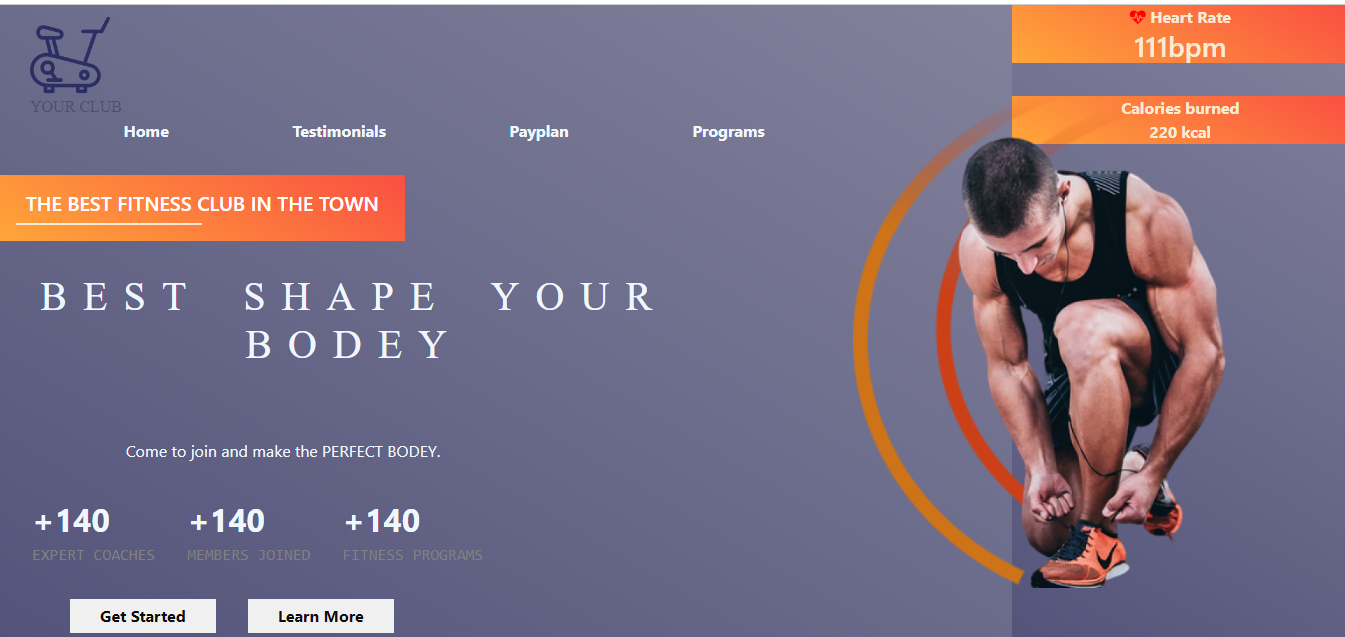 YOUR CLUB
Home Testimonials Payplan Programs
Heart Rate
111bpm
Calories burned
220 kcal
THE BEST FITNESS CLUB IN THE TOWN
BEST SHAPE YOUR
BODEY
Come to join and make the PERFECT BODEY.
+140 +140 +140
EXPERT COACHES MEMBERS JOINED FITNESS PROGRAMS
Get Started Learn More